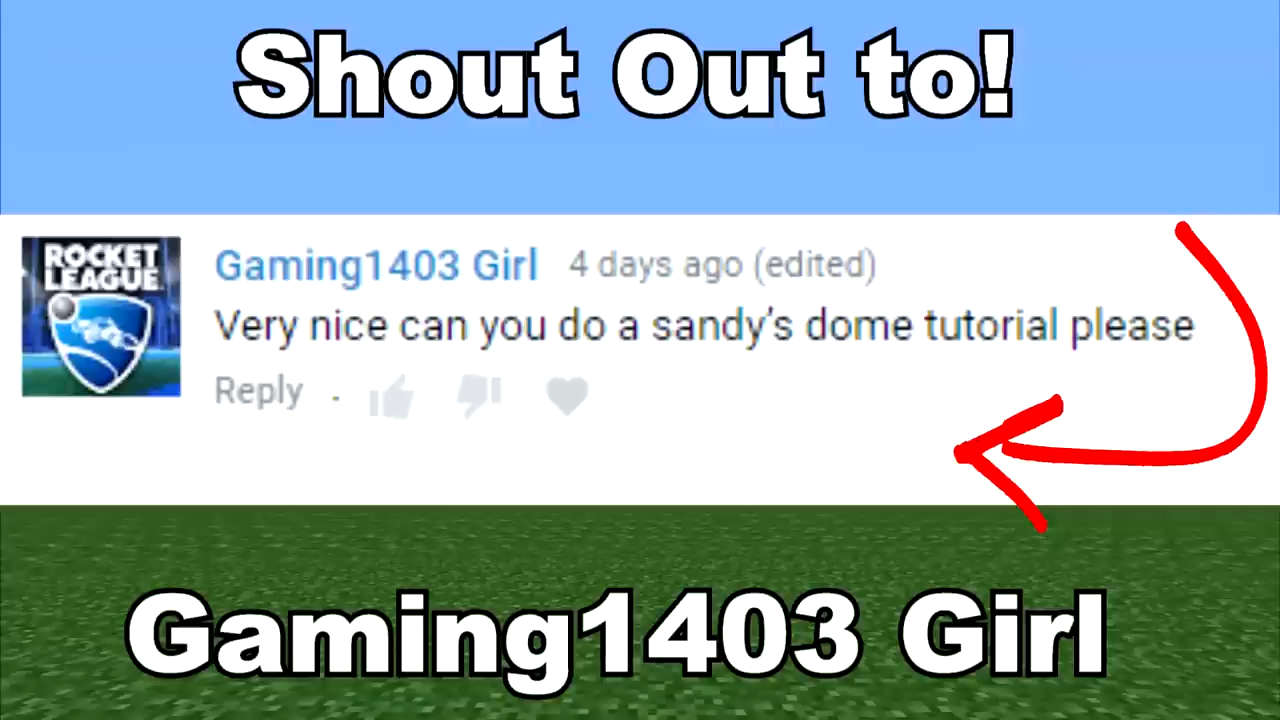 Shout Out to!
ROCKET
LEAGUE
Gaming1403 Girl 4 days ago (edited)
Very nice can you do a sandy's dome tutorial please
Reply
Gaming1403 Girl